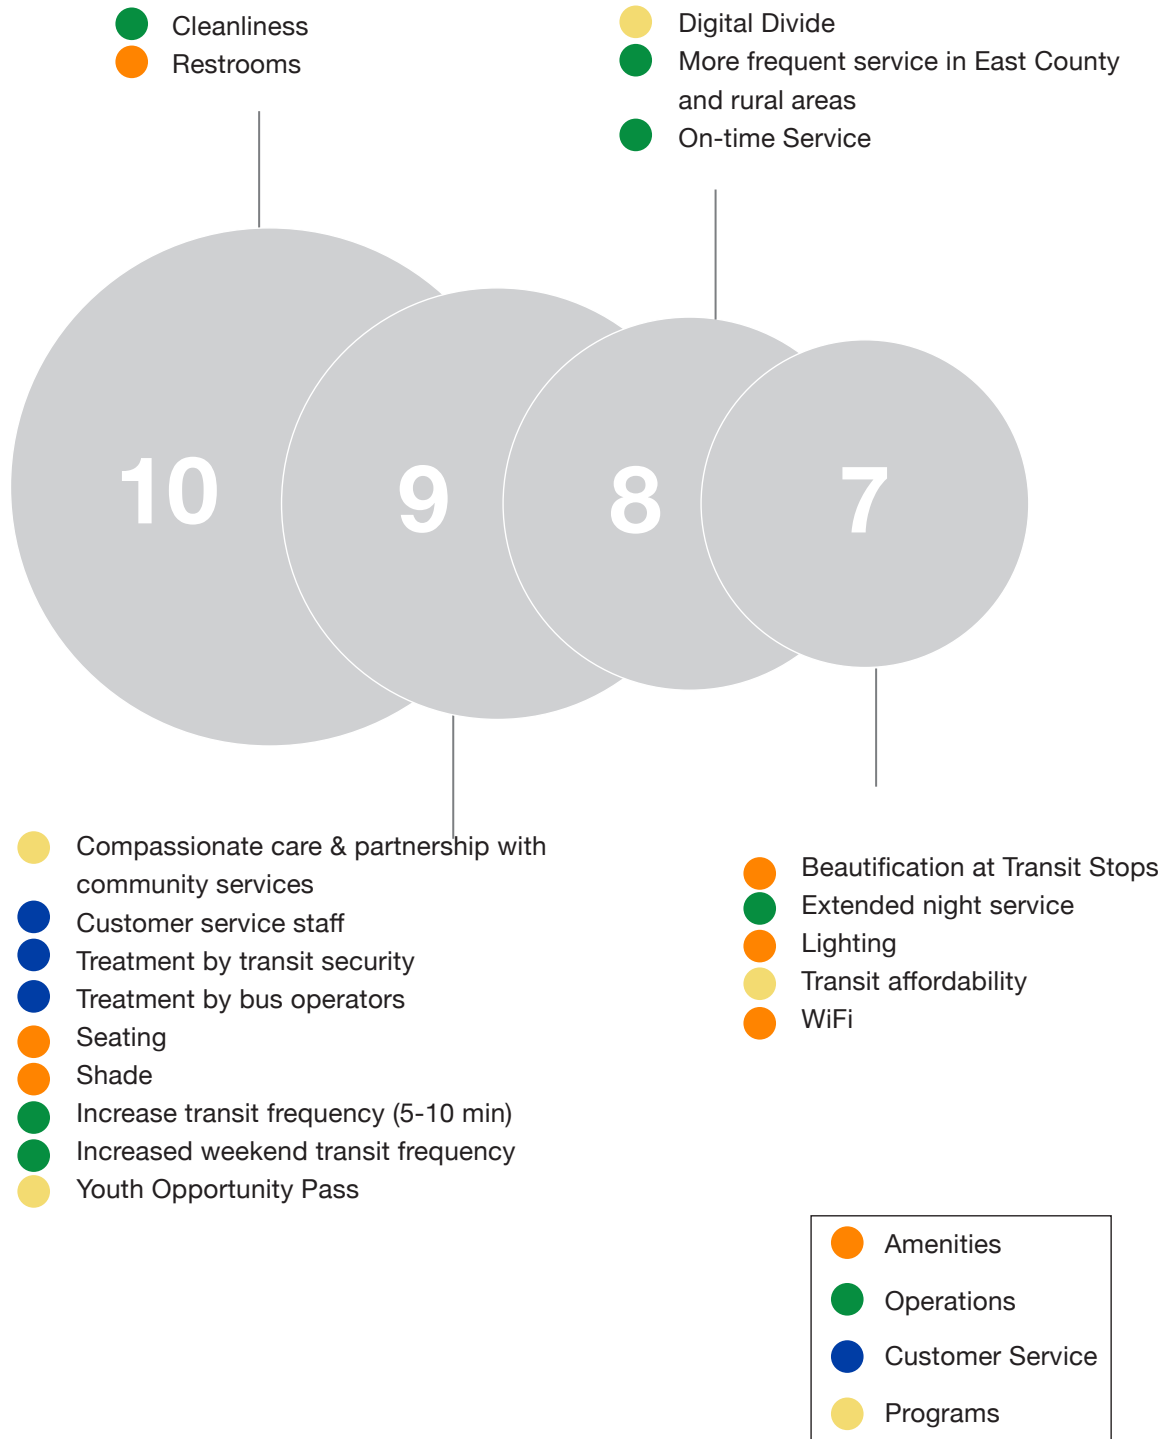 Cleanliness
Restrooms
Digital Divide
More frequent service in East County
and rural areas
On-time Service
10
9
8
7
Compassionate care & partnership with
community services
Customer service staff
Treatment by transit security
Treatment by bus operators
Seating
Shade
Increase transit frequency (5-10 min)
Increased weekend transit frequency
Youth Opportunity Pass
Beautification at Transit Stops
Extended night service
Lighting
Transit affordability
WiFi
Amenities
Operations
Customer Service
Programs